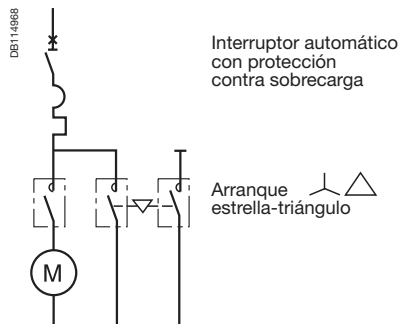 DB114968
Interruptor automático
con protección
contra sobrecarga
Arranque
estrella-triángulo
M